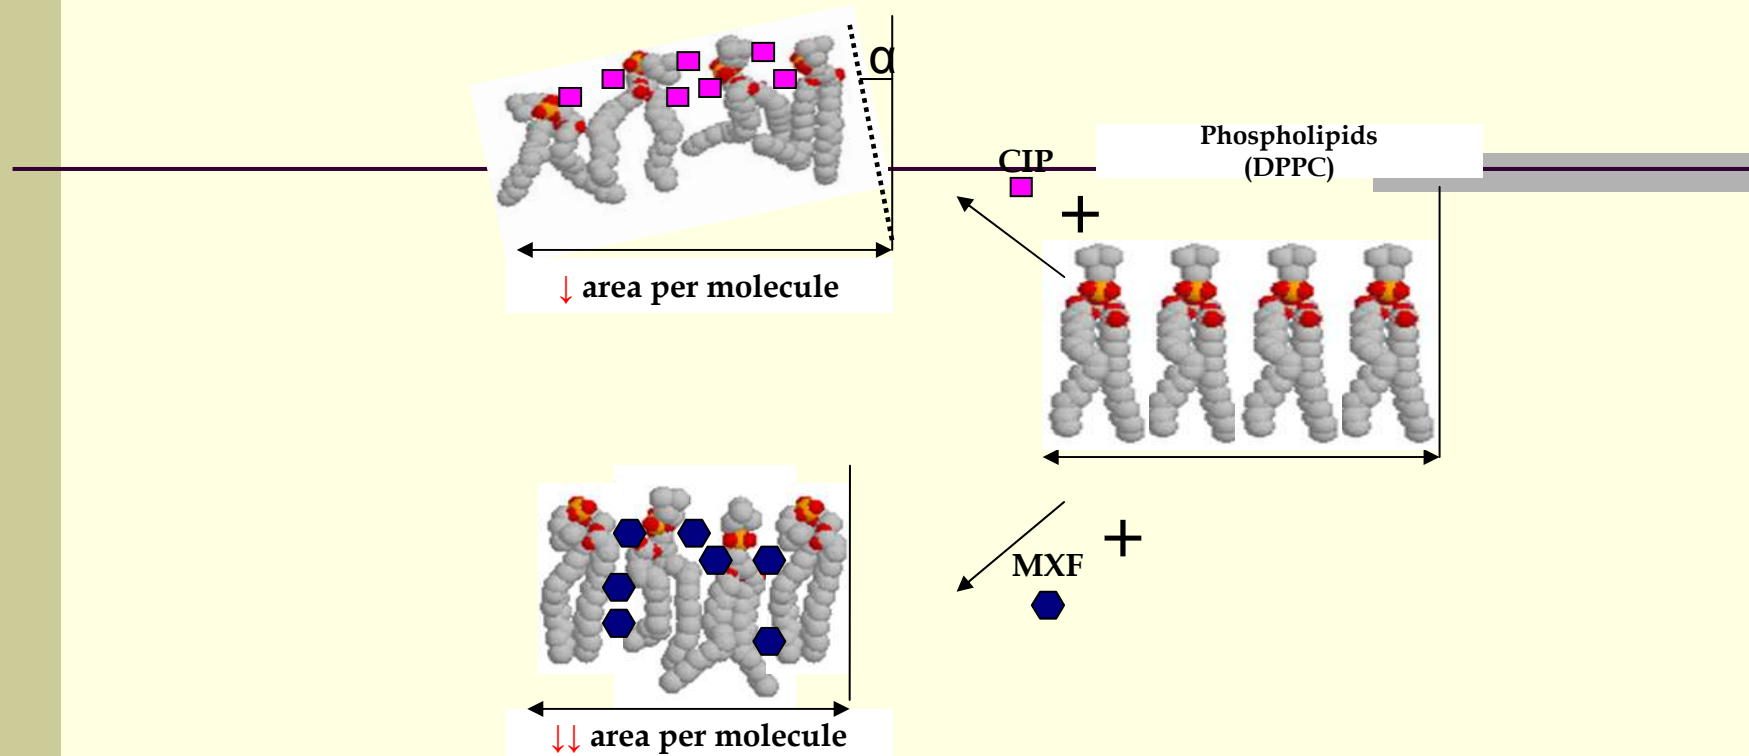 α
Phospholipids
(DPPC)
CIP
+
↓ area per molecule
+
MXF
↓↓ area per molecule